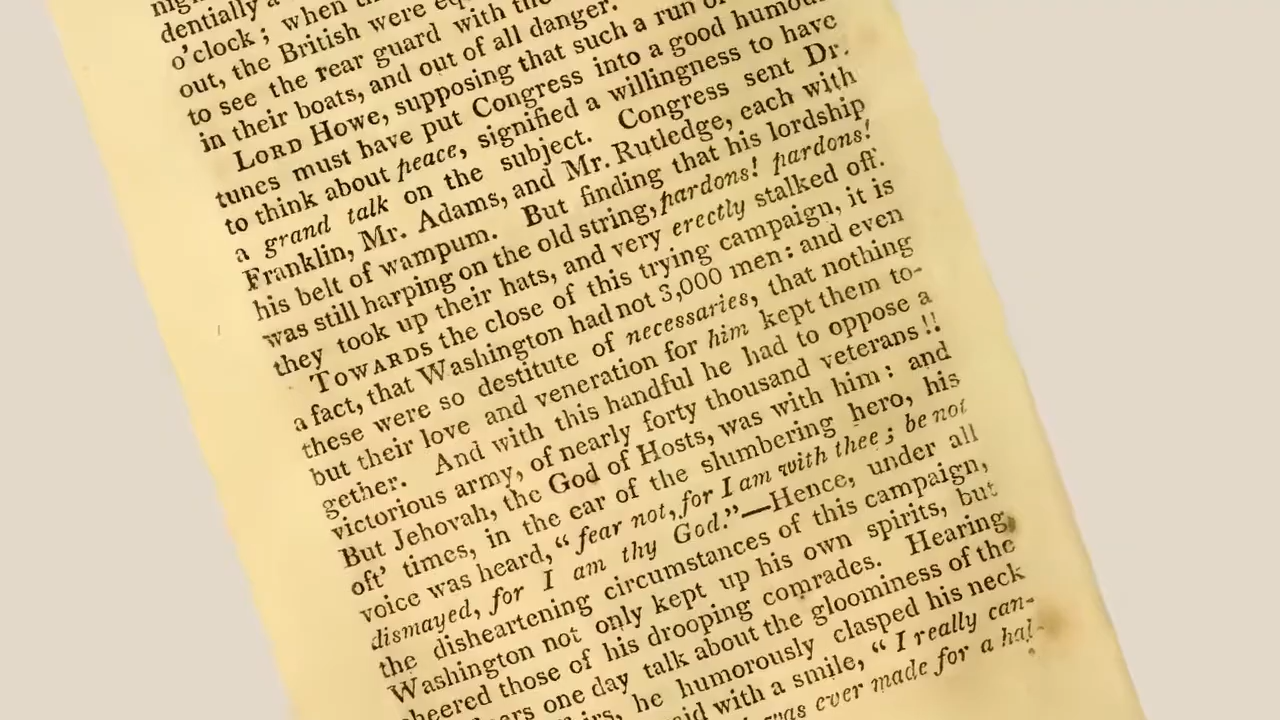 dentially a
o'clock; when
out, the British were
to see the rear guard with the
in their boats, and out of all danger.
LORD HOWE, supposing that such a run of
tunes must have put Congress into a good humour
to think about peace, signified a willingness to have
a grand talk on the subject. Congress sent Dr.
Franklin, Mr. Adams, and Mr. Rutledge, each with
his belt of wampum. But finding that his lordship
was still harping on the old string, pardons! pardons!
they took up their hats, and very erectly stalked off.
TOWARDS the close of this trying campaign, it is
a fact, that Washington had not 3,000 men: and even
these were so destitute of necessaries, that nothing
but their love and veneration for him kept them to-
gether. And with this handful he had to oppose a
victorious army, of nearly forty thousand veterans!!
But Jehovah, the God of Hosts, was with him: and
oft' times, in the ear of the slumbering hero, his
voice was heard, "fear not, for I am with thee; be not
dismayed, for I am thy God."—Hence, under all
the disheartening circumstances of this campaign,
Washington not only kept up his own spirits, but
cheered those of his drooping comrades. Hearing
one day talk about the gloominess of the
he humorously clasped his neck
with a smile, "I really can-
was ever made for a hal-